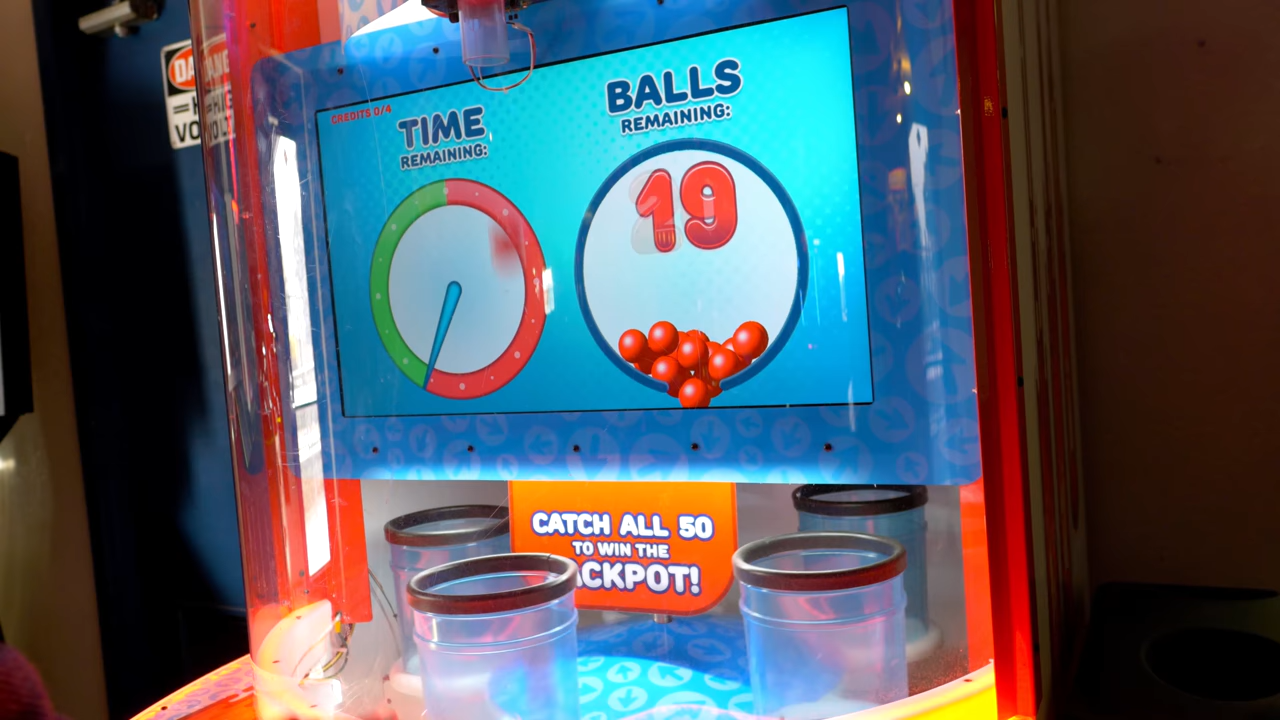 CREDITS 0/4
TIME
REMAINING:
BALLS
REMAINING:
19
CATCH ALL 50
TO WIN THE
ACKPOT!